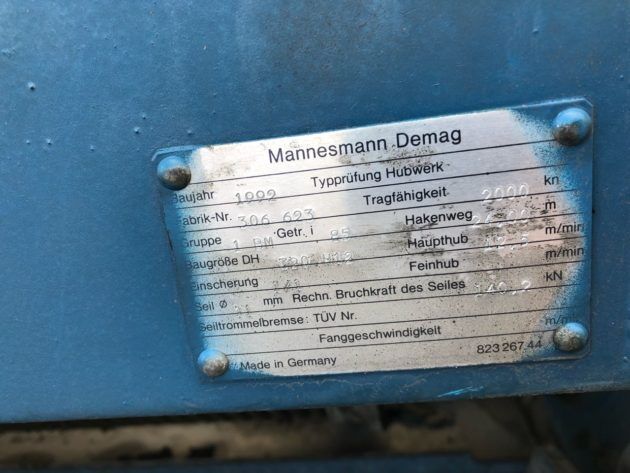 Mannesmann Demag
Typprüfung Hubwerk
Baujahr 1992 Tragfähigkeit 2000 kn
Fabrik-Nr. 306 623 Hakenweg m
Gruppe 1 BM Getr. i 85 Haupthub m/min
Baugröße DH Feinhub m/min
Einscherung
Seil Ø mm Rechn. Bruchkraft des Seiles kN
Seiltrommelbremse: TÜV Nr.
Fanggeschwindigkeit m/min
Made in Germany 823 267 44